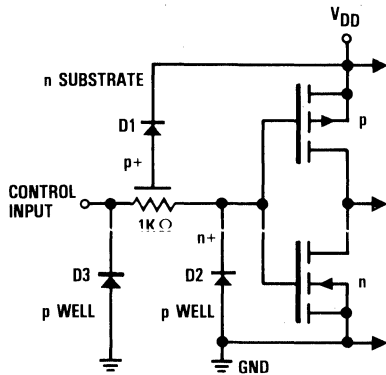 VDD
n SUBSTRATE
D1
p
p+
CONTROL
INPUT
1KΩ
n+
D3
D2
n
p WELL
p WELL
GND